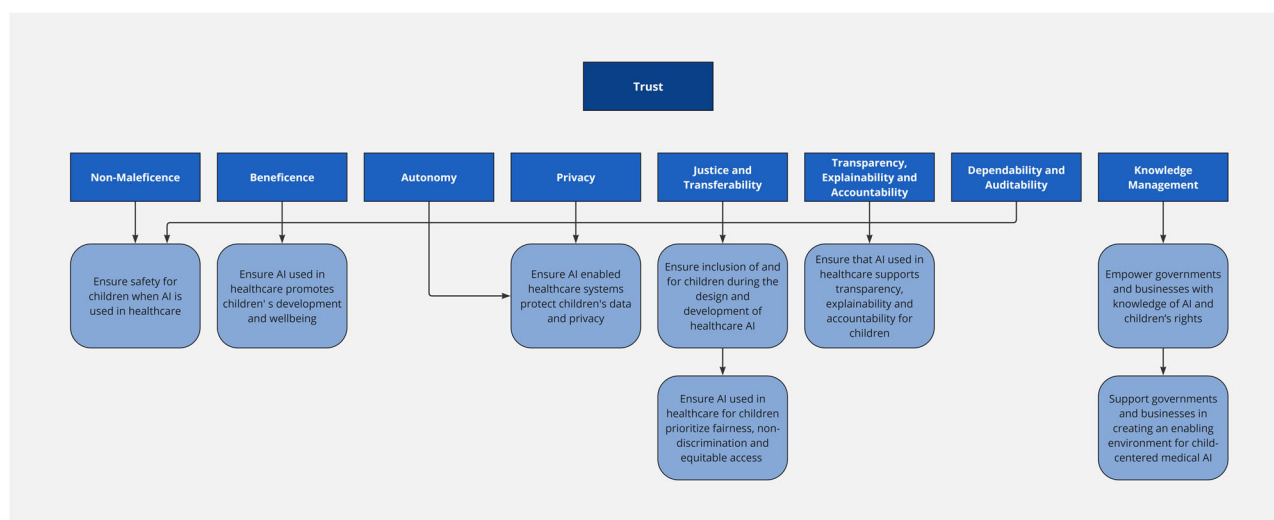 Trust
Non-Maleficence
Beneficence
Autonomy
Privacy
Justice and
Transferability
Transparency,
Explainability and
Accountability
Dependability and
Auditability
Knowledge
Management
Ensure safety for
children when AI is
used in healthcare
Ensure AI used in
healthcare promotes
children' s development
and wellbeing
Ensure AI enabled
healthcare systems
protect children's data
and privacy
Ensure inclusion of and
for children during the
design and
development of
healthcare AI
Ensure that AI used in
healthcare supports
transparency,
explainability and
accountability for
children
Empower governments
and businesses with
knowledge of AI and
children’s rights
Ensure AI used in
healthcare for children
prioritize fairness, non-
discrimination and
equitable access
Support governments
and businesses in
creating an enabling
environment for child-
centered medical AI